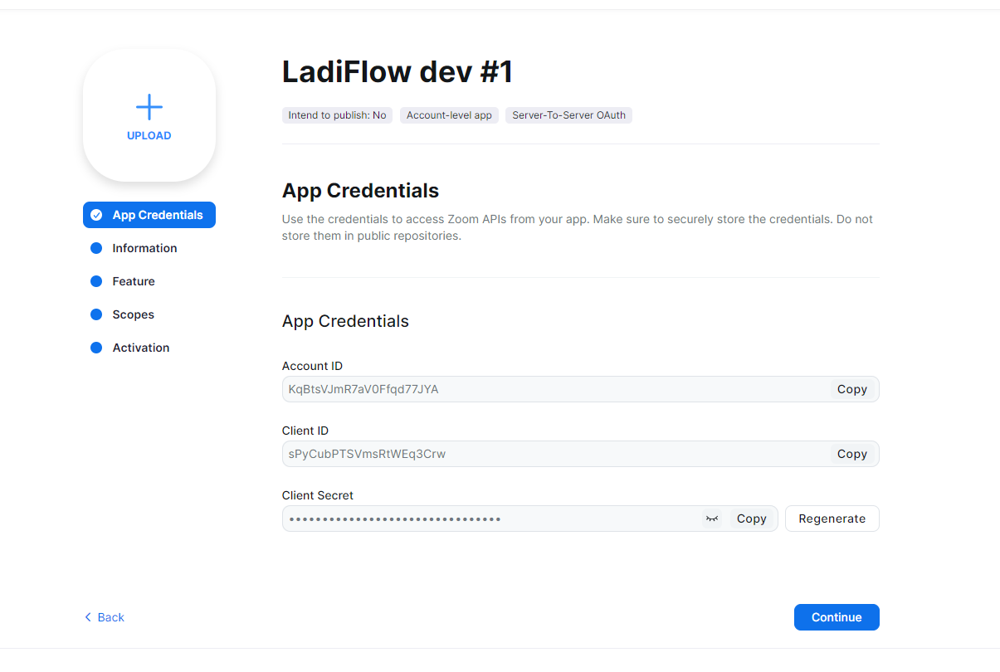 LadiFlow dev #1
Intend to publish: No Account-level app Server-To-Server OAuth
UPLOAD
App Credentials
Information
Feature
Scopes
Activation
App Credentials
Use the credentials to access Zoom APIs from your app. Make sure to securely store the credentials. Do not
store them in public repositories.
App Credentials
Account ID
KqBtsVJmR7aV0Ffqd77JYA Copy
Client ID
sPyCubPTSVmsRtWEq3Crw Copy
Client Secret
•••••••••••••••••••••••••••••••• Copy Regenerate
Back Continue